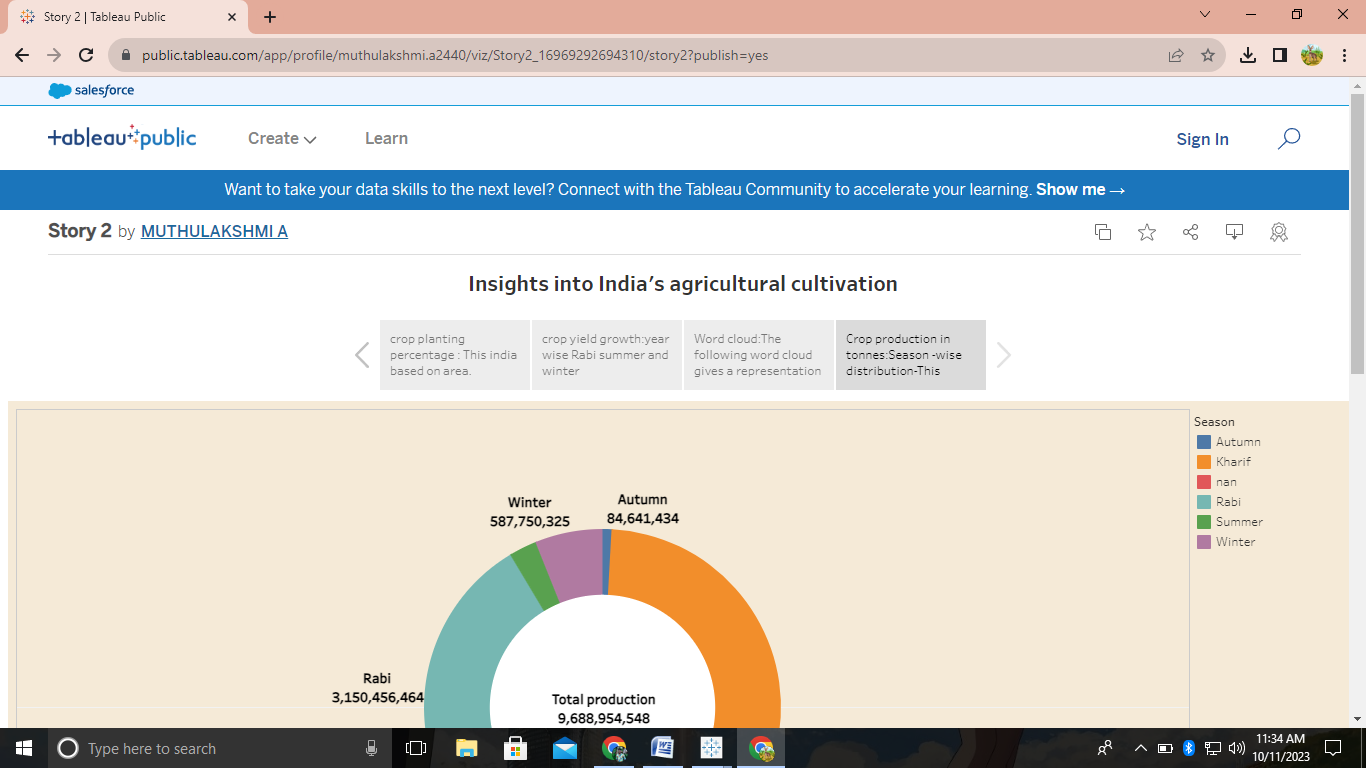 Story 2 | Tableau Public
public.tableau.com/app/profile/muthulakshmi.a2440/viz/Story2_16969292694310/story2?publish=yes
salesforce
+ableau public
Create
Learn
Sign In
Want to take your data skills to the next level? Connect with the Tableau Community to accelerate your learning. Show me →
Story 2 by MUTHULAKSHMI A
Insights into India's agricultural cultivation
crop planting
percentage : This india
based on area.
crop yield growth:year
wise Rabi summer and
winter
Word cloud:The
following word cloud
gives a representation
Crop production in
tonnes:Season -wise
distribution-This
Season
Autumn
Kharif
nan
Rabi
Summer
Winter
Winter
587,750,325
Autumn
84,641,434
Rabi
3,150,456,464
Total production
9,688,954,548
Type here to search
11:34 AM
10/11/2023